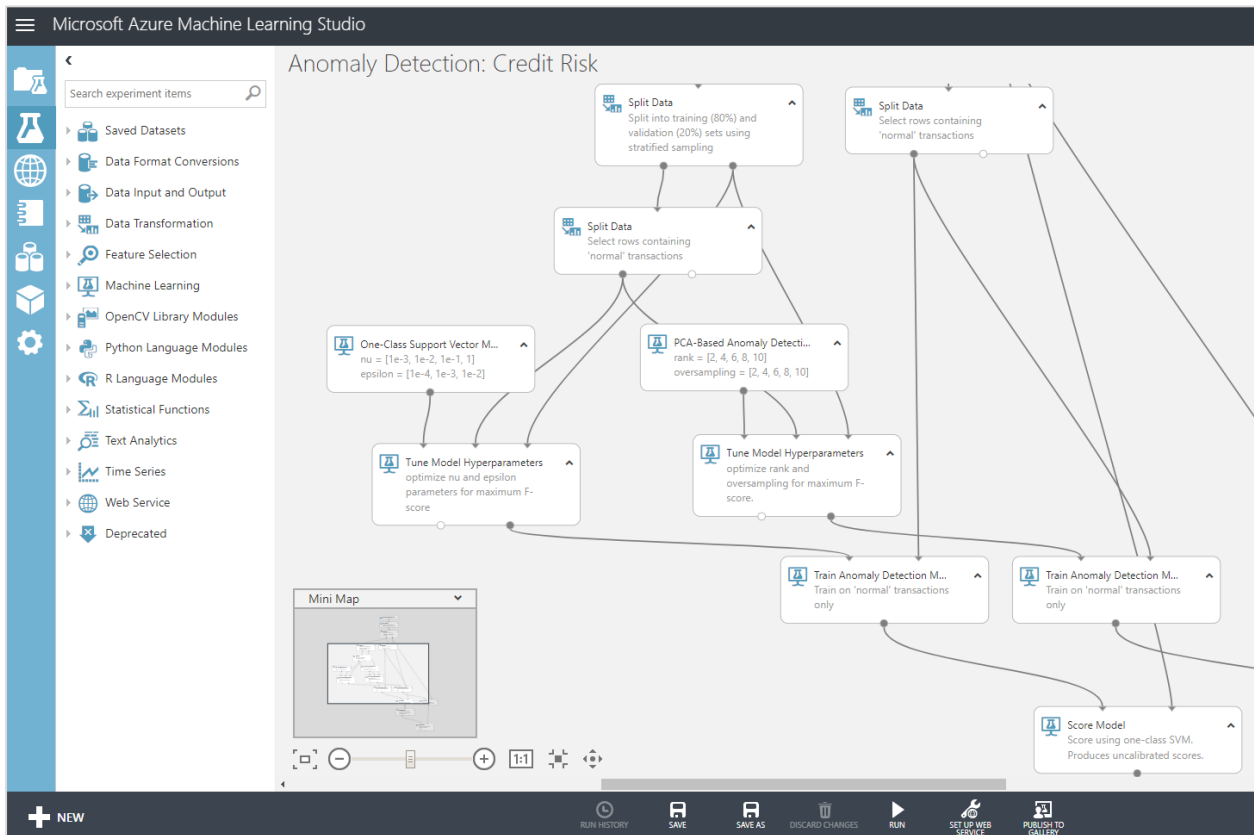 Microsoft Azure Machine Learning Studio
Search experiment items
Saved Datasets
Data Format Conversions
Data Input and Output
Data Transformation
Feature Selection
Machine Learning
OpenCV Library Modules
Python Language Modules
R Language Modules
Statistical Functions
Text Analytics
Time Series
Web Service
Deprecated
Anomaly Detection: Credit Risk
Split Data
Split into training (80%) and
validation (20%) sets using
stratified sampling
Split Data
Select rows containing
'normal' transactions
Split Data
Select rows containing
'normal' transactions
One-Class Support Vector M...
nu = [1e-3, 1e-2, 1e-1, 1]
epsilon = [1e-4, 1e-3, 1e-2]
PCA-Based Anomaly Detecti...
rank = [2, 4, 6, 8, 10]
oversampling = [2, 4, 6, 8, 10]
Tune Model Hyperparameters
optimize nu and epsilon
parameters for maximum F-
score
Tune Model Hyperparameters
optimize rank and
oversampling for maximum F-
score.
Train Anomaly Detection M...
Train on 'normal' transactions
only
Train Anomaly Detection M...
Train on 'normal' transactions
only
Mini Map
Score Model
Score using one-class SVM.
Produces uncalibrated scores.
1:1
NEW
RUN HISTORY
SAVE
SAVE AS
DISCARD CHANGES
RUN
SET UP WEB
SERVICE
PUBLISH TO
GALLERY